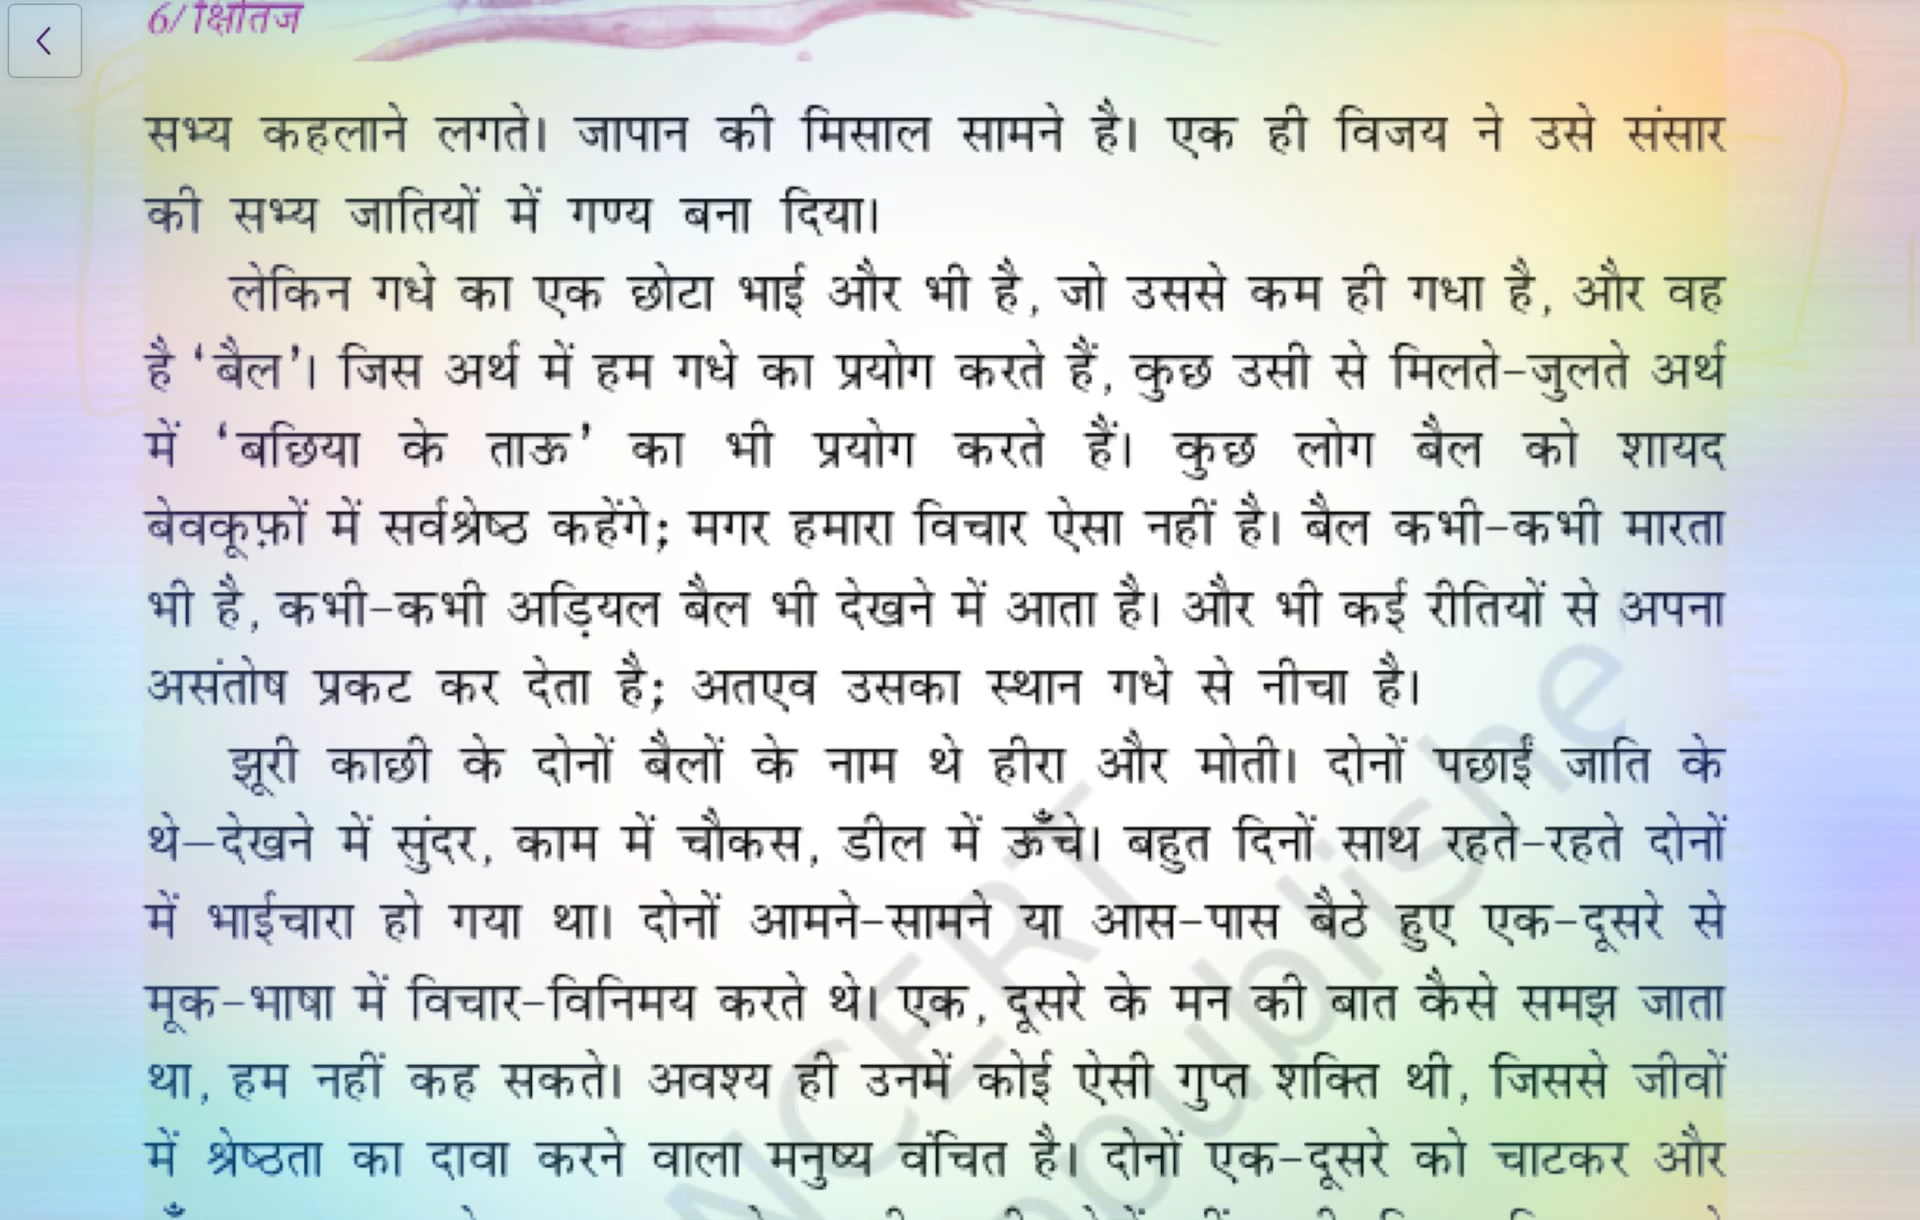 6/क्षितिज
सभ्य कहलाने लगते। जापान की मिसाल सामने है। एक ही विजय ने उसे संसार
की सभ्य जातियों में गण्य बना दिया।
लेकिन गधे का एक छोटा भाई और भी है, जो उससे कम ही गधा है, और वह
है ‘बैल’। जिस अर्थ में हम गधे का प्रयोग करते हैं, कुछ उसी से मिलते-जुलते अर्थ
में ‘बछिया के ताऊ’ का भी प्रयोग करते हैं। कुछ लोग बैल को शायद
बेवकूफ़ों में सर्वश्रेष्ठ कहेंगे; मगर हमारा विचार ऐसा नहीं है। बैल कभी-कभी मारता
भी है, कभी-कभी अड़ियल बैल भी देखने में आता है। और भी कई रीतियों से अपना
असंतोष प्रकट कर देता है; अतएव उसका स्थान गधे से नीचा है।
झूरी काछी के दोनों बैलों के नाम थे हीरा और मोती। दोनों पछाईं जाति के
थे—देखने में सुंदर, काम में चौकस, डील में ऊँचे। बहुत दिनों साथ रहते-रहते दोनों
में भाईचारा हो गया था। दोनों आमने-सामने या आस-पास बैठे हुए एक-दूसरे से
मूक-भाषा में विचार-विनिमय करते थे। एक, दूसरे के मन की बात कैसे समझ जाता
था, हम नहीं कह सकते। अवश्य ही उनमें कोई ऐसी गुप्त शक्ति थी, जिससे जीवों
में श्रेष्ठता का दावा करने वाला मनुष्य वंचित है। दोनों एक-दूसरे को चाटकर और
NCERT